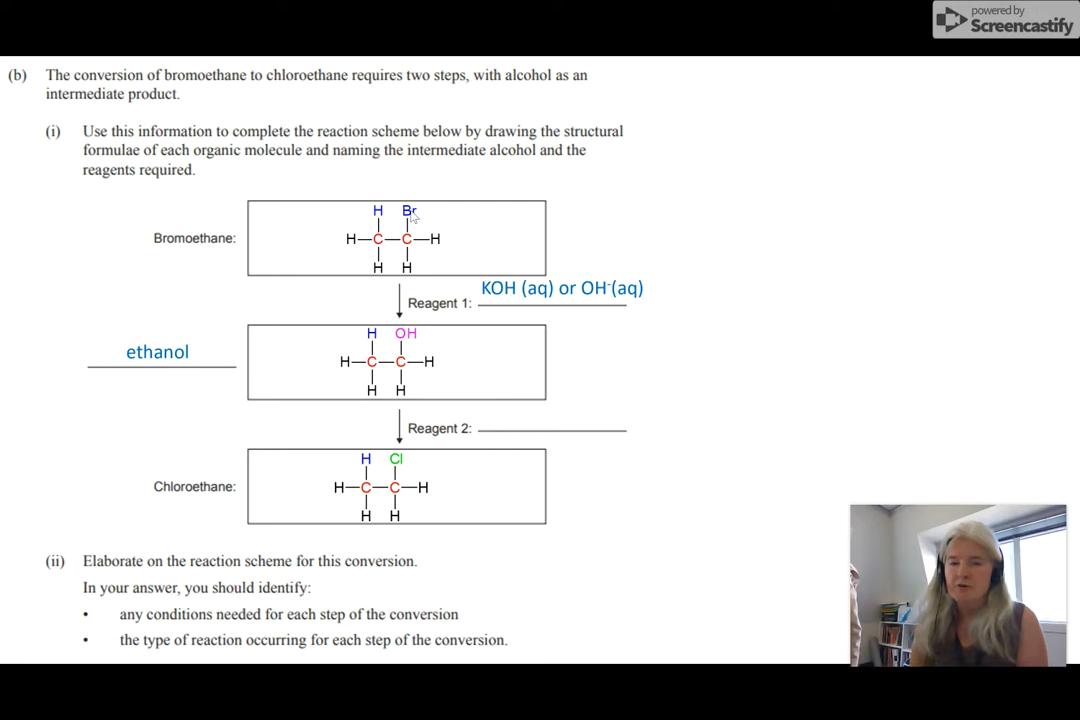 powered by
Screencastify
(b) The conversion of bromoethane to chloroethane requires two steps, with alcohol as an
intermediate product.
(i) Use this information to complete the reaction scheme below by drawing the structural
formulae of each organic molecule and naming the intermediate alcohol and the
reagents required.
H Br
Bromoethane: H—C—C—H
H H
KOH (aq) or OH⁻(aq)
Reagent 1:
H OH
ethanol
H—C—C—H
H H
Reagent 2:
H Cl
Chloroethane: H—C—C—H
H H
(ii) Elaborate on the reaction scheme for this conversion.
In your answer, you should identify:
• any conditions needed for each step of the conversion
• the type of reaction occurring for each step of the conversion.